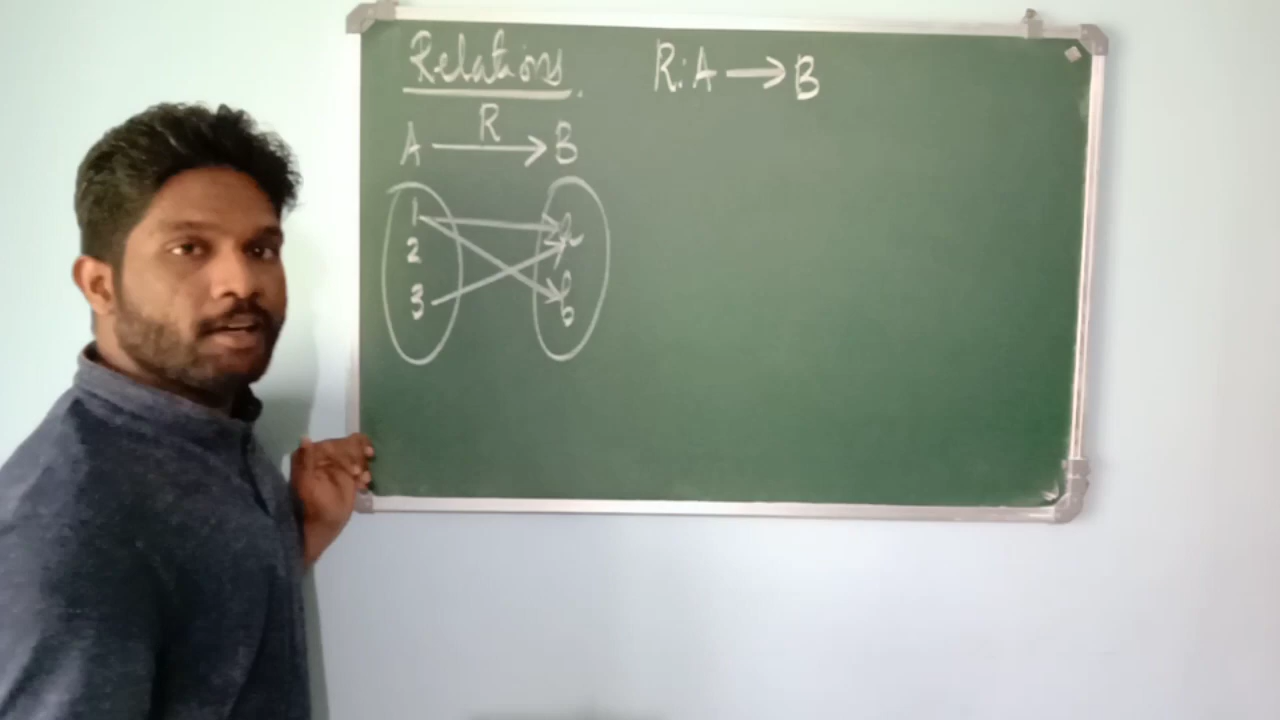 Relations
R: A → B
A R → B
1 a
2
3 b